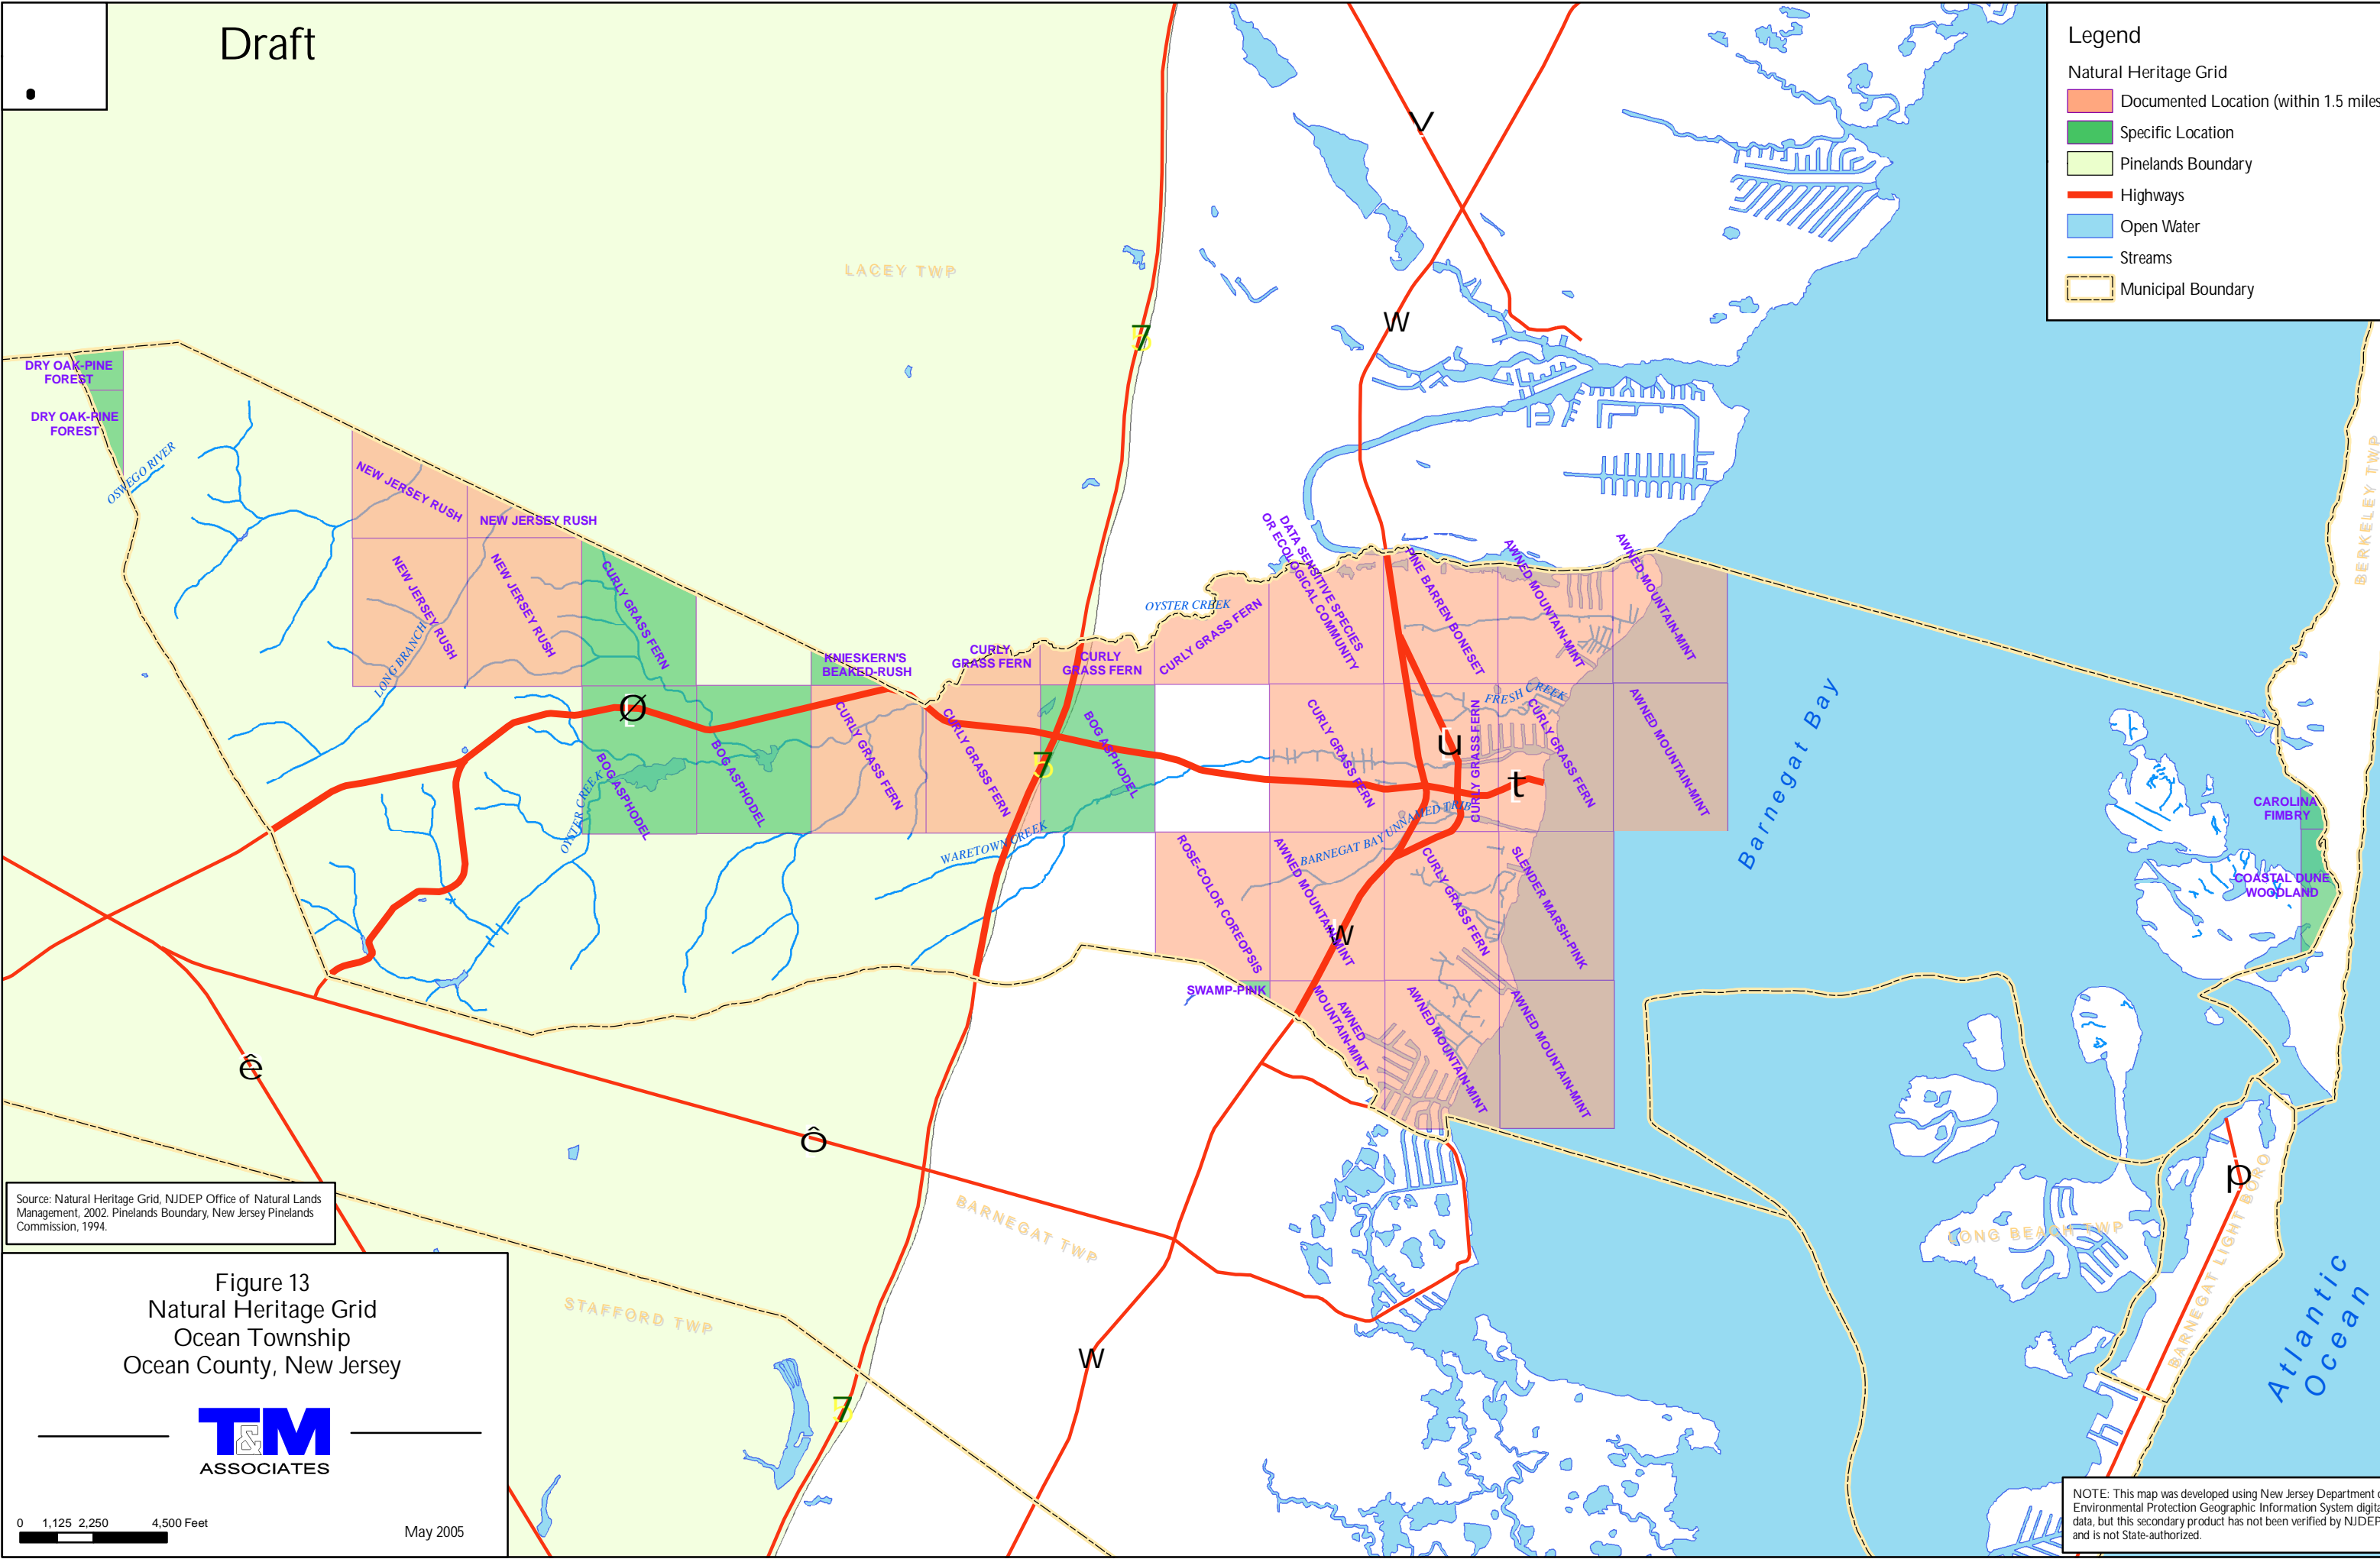 Draft
Legend
Natural Heritage Grid
Documented Location (within 1.5 miles
Specific Location
Pinelands Boundary
Highways
Open Water
Streams
Municipal Boundary
LACEY TWP
V
W
7
5
BERKELEY TWP
DRY OAK-PINE
FOREST
DRY OAK-PINE
FOREST
OSWEGO RIVER
NEW JERSEY RUSH
NEW JERSEY RUSH
NEW JERSEY RUSH
NEW JERSEY RUSH
LONG BRANCH
CURLY GRASS FERN
KNIESKERN'S
BEAKED-RUSH
CURLY
GRASS FERN
CURLY
GRASS FERN
OYSTER CREEK
CURLY GRASS FERN
DATA SENSITIVE SPECIES
OR ECOLOGICAL COMMUNITY
PINE BARREN BONESET
AWNED MOUNTAIN-MINT
AWNED MOUNTAIN-MINT
Ø
BOG ASPHODEL
OYSTER CREEK
BOG ASPHODEL
CURLY GRASS FERN
CURLY GRASS FERN
7
5
BOG ASPHODEL
CURLY GRASS FERN
FRESH CREEK
u
t
CURLY GRASS FERN
CURLY GRASS FERN
AWNED MOUNTAIN-MINT
Barnegat Bay
WARETOWN CREEK
BARNEGAT BAY UNNAMED TRIB
CAROLINA
FIMBRY
COASTAL DUNE
WOODLAND
ROSE-COLOR COREOPSIS
AWNED MOUNTAIN-MINT
W
CURLY GRASS FERN
SLENDER MARSH-PINK
SWAMP-PINK
AWNED
MOUNTAIN-MINT
AWNED MOUNTAIN-MINT
AWNED MOUNTAIN-MINT
ê
Ô
p
BARNEGAT TWP
STAFFORD TWP
LONG BEACH TWP
BARNEGAT LIGHT BORO
Atlantic
Ocean
W
7
5
Source: Natural Heritage Grid, NJDEP Office of Natural Lands
Management, 2002. Pinelands Boundary, New Jersey Pinelands
Commission, 1994.
Figure 13
Natural Heritage Grid
Ocean Township
Ocean County, New Jersey
T&M
ASSOCIATES
0 1,125 2,250 4,500 Feet
May 2005
NOTE: This map was developed using New Jersey Department
Environmental Protection Geographic Information System digita
data, but this secondary product has not been verified by NJDEP
and is not State-authorized.